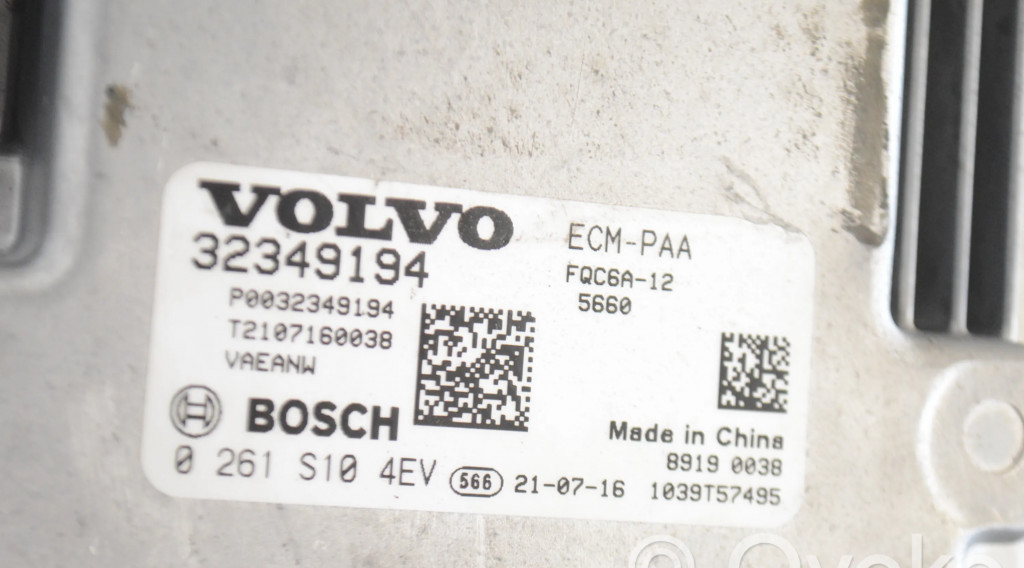 VOLVO
32349194
P0032349194
T2107160038
VAEANW
ECM-PAA
FQC6A-12
5660
BOSCH
0 261 S10 4EV 566 21-07-16
Made in China
8919 0038
1039T57495